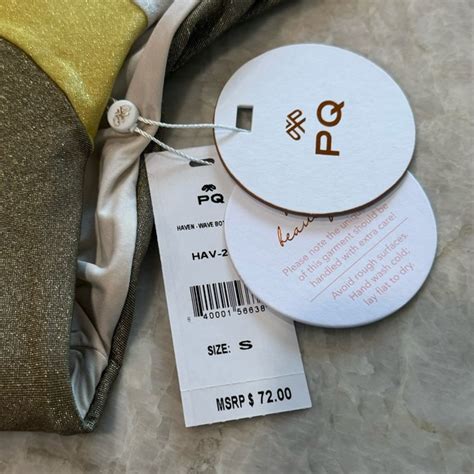 PQ
PQ
HAVEN - WAVE BO
HAV-2
40001 56638
SIZE: S
MSRP $ 72.00
Please note the
of this garment should be
handled with extra care!
Avoid rough surfaces.
Hand wash cold;
lay flat to dry.